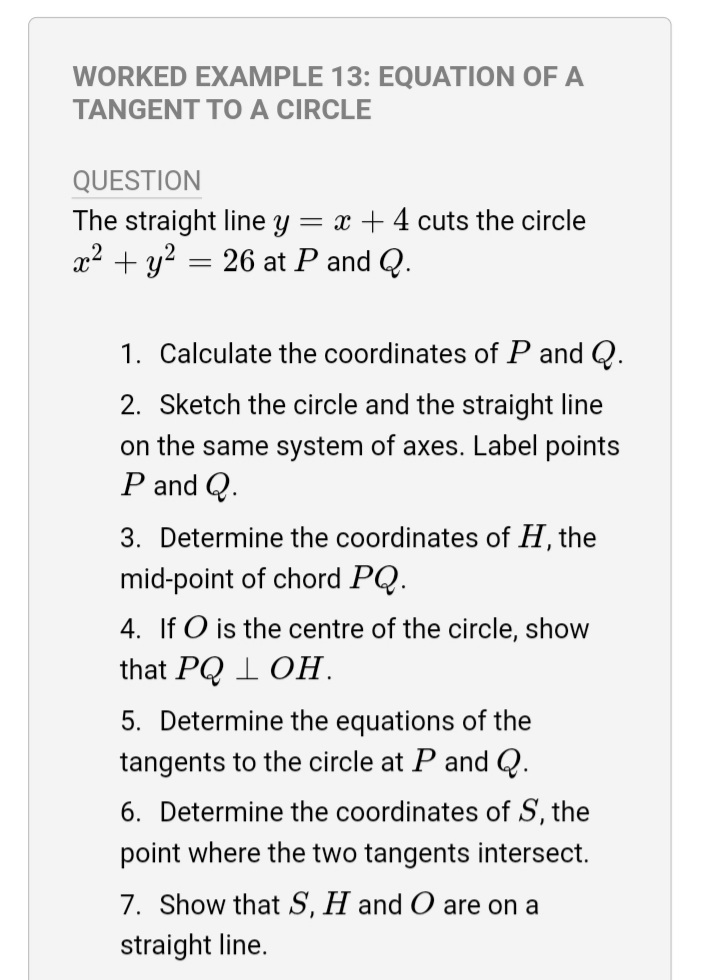 WORKED EXAMPLE 13: EQUATION OF A
TANGENT TO A CIRCLE
QUESTION
The straight line y = x + 4 cuts the circle
x² + y² = 26 at P and Q.
1. Calculate the coordinates of P and Q.
2. Sketch the circle and the straight line
on the same system of axes. Label points
P and Q.
3. Determine the coordinates of H, the
mid-point of chord PQ.
4. If O is the centre of the circle, show
that PQ ⊥ OH.
5. Determine the equations of the
tangents to the circle at P and Q.
6. Determine the coordinates of S, the
point where the two tangents intersect.
7. Show that S, H and O are on a
straight line.